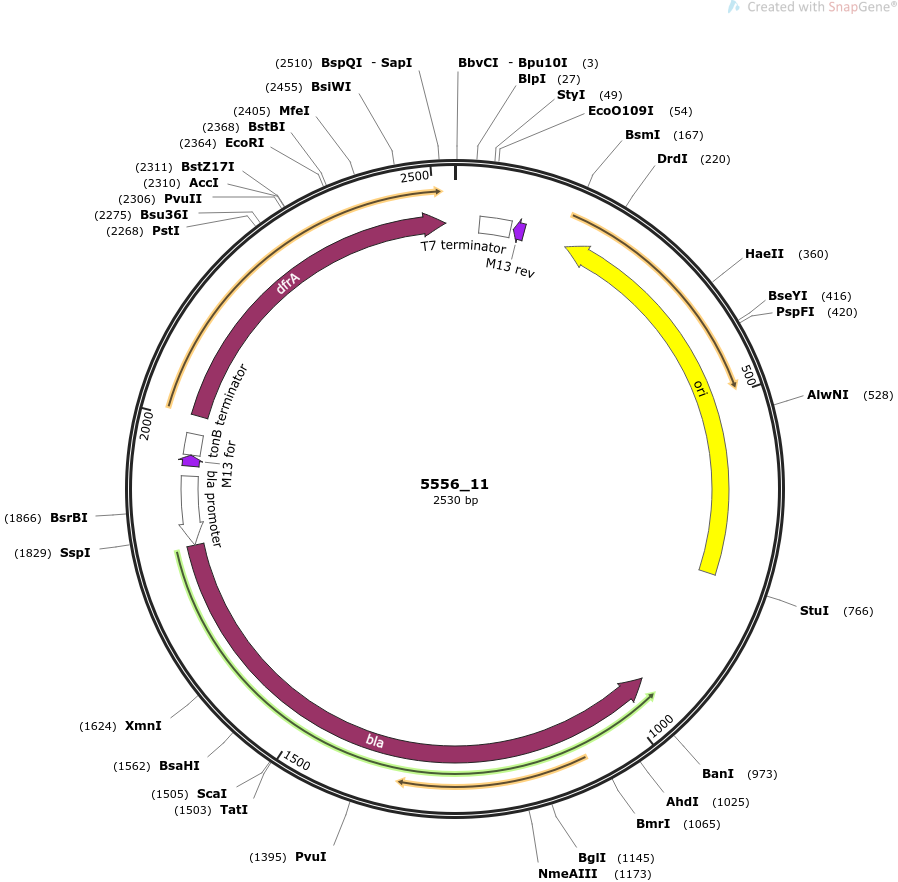 Created with SnapGene®
(2510) BspQI - SapI
(2455) BsiWI
(2405) MfeI
(2368) BstBI
(2364) EcoRI
(2311) BstZ17I
(2310) AccI
(2306) PvuII
(2275) Bsu36I
(2268) PstI
BbvCI - Bpu10I (3)
BlpI (27)
StyI (49)
EcoO109I (54)
BsmI (167)
DrdI (220)
HaeII (360)
BseYI (416)
PspFI (420)
AlwNI (528)
StuI (766)
BanI (973)
AhdI (1025)
BmrI (1065)
BglI (1145)
NmeAIII (1173)
(1395) PvuI
(1503) TatI
(1505) ScaI
(1562) BsaHI
(1624) XmnI
(1829) SspI
(1866) BsrBI
2500
500
1000
1500
2000
T7 terminator
M13 rev
dfrA
ori
tonB terminator
M13 for
bla promoter
bla
5556_11
2530 bp